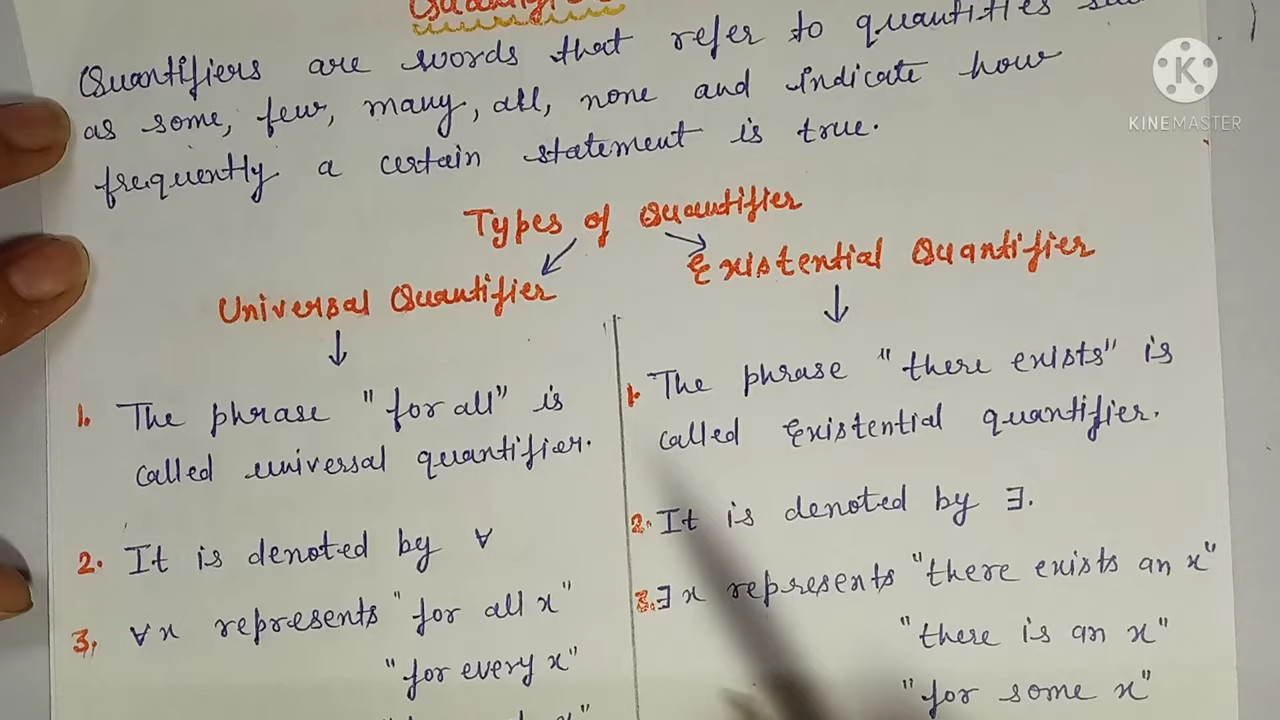 Quantifiers are words that refer to quantities
as some, few, many, all, none and indicate how
frequently a certain statement is true.
Types of Quantifier
Universal Quantifier
1. The phrase "for all" is
called universal quantifier.
2. It is denoted by ∀
3. ∀x represents "for all x"
"for every x"
x"
Existential Quantifier
1. The phrase "there exists" is
called Existential quantifier.
2. It is denoted by ∃.
3. ∃x represents "there exists an x"
"there is an x"
"for some x"
K
KINEMASTER